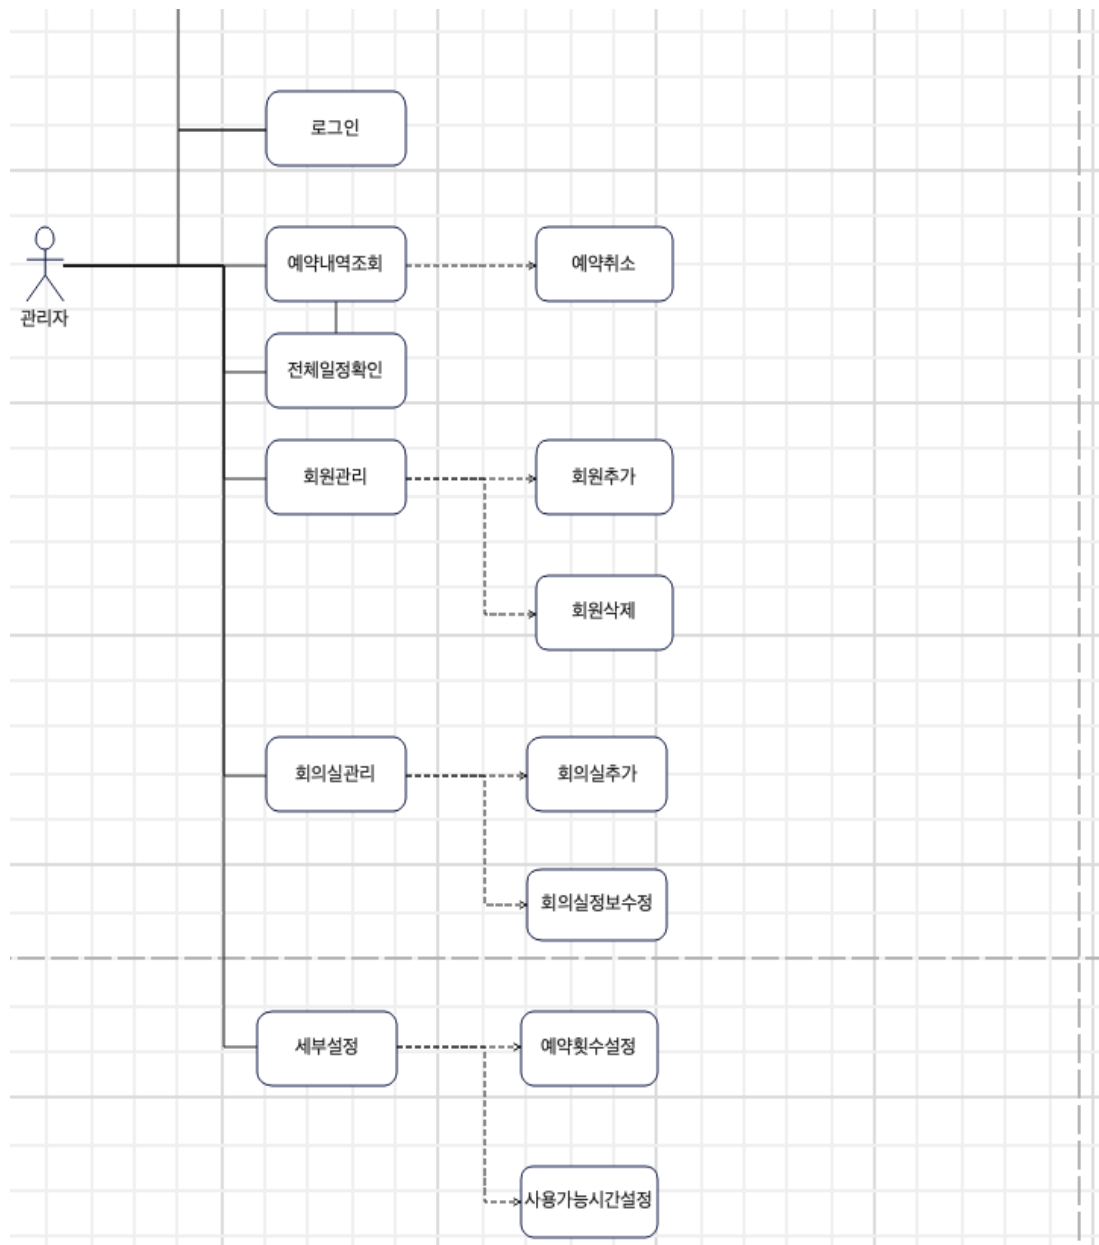 로그인
예약내역조회
예약취소
관리자
전체일정확인
회원관리
회원추가
회원삭제
회의실관리
회의실추가
회의실정보수정
세부설정
예약횟수설정
사용가능시간설정